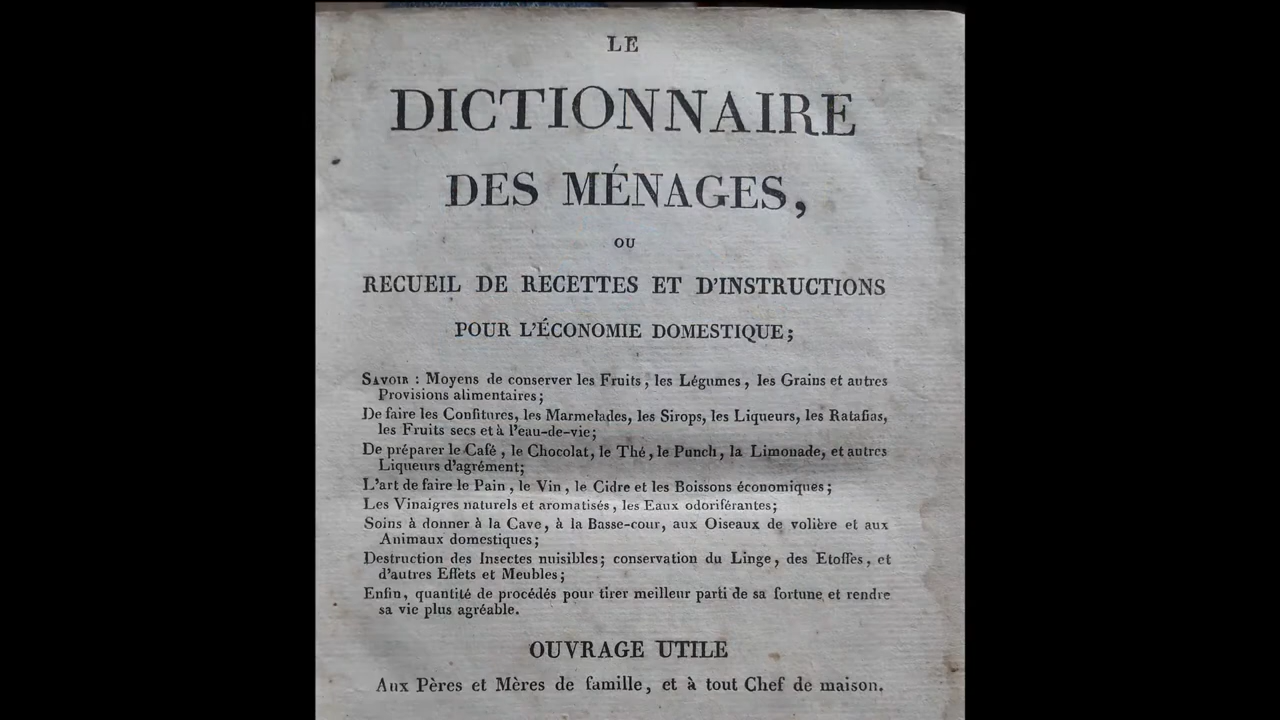 LE
DICTIONNAIRE
DES MÉNAGES,
OU
RECUEIL DE RECETTES ET D'INSTRUCTIONS
POUR L'ÉCONOMIE DOMESTIQUE;
SAVOIR : Moyens de conserver les Fruits, les Légumes, les Grains et autres
Provisions alimentaires;
De faire les Confitures, les Marmelades, les Sirops, les Liqueurs, les Ratafias,
les Fruits secs et à l'eau-de-vie;
De préparer le Café, le Chocolat, le Thé, le Punch, la Limonade, et autres
Liqueurs d'agrément;
L'art de faire le Pain, le Vin, le Cidre et les Boissons économiques;
Les Vinaigres naturels et aromatisés, les Eaux odoriférantes;
Soins à donner à la Cave, à la Basse-cour, aux Oiseaux de volière et aux
Animaux domestiques;
Destruction des Insectes nuisibles; conservation du Linge, des Etoffes, et
d'autres Effets et Meubles;
Enfin, quantité de procédés pour tirer meilleur parti de sa fortune et rendre
sa vie plus agréable.
OUVRAGE UTILE
Aux Pères et Mères de famille, et à tout Chef de maison.